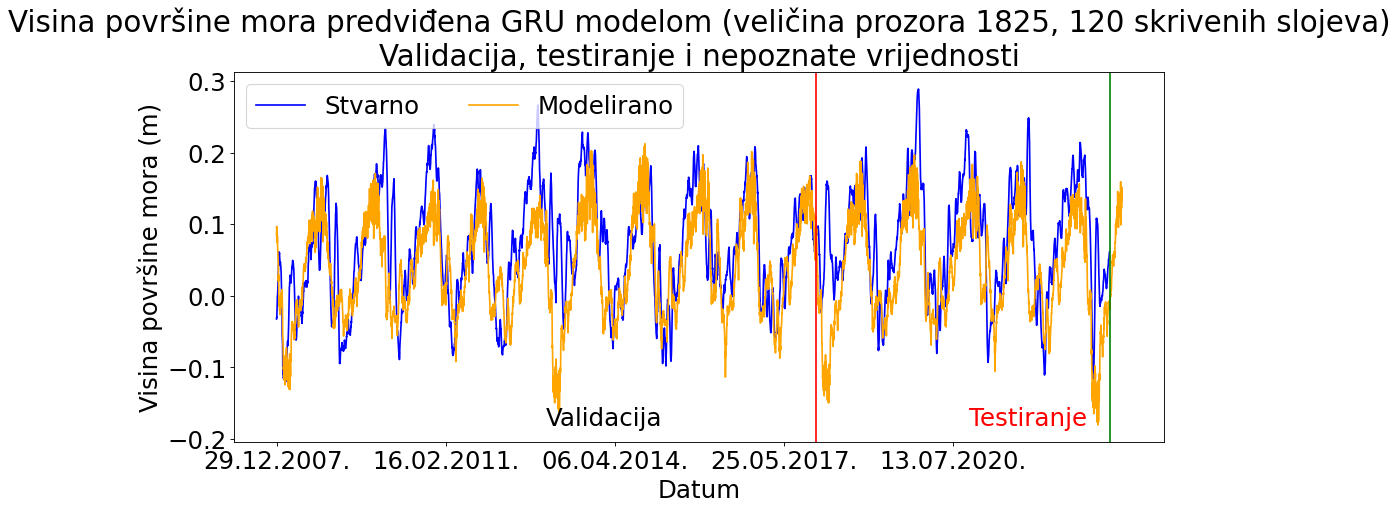 Visina površine mora predviđena GRU modelom (veličina prozora 1825, 120 skrivenih slojeva)
Validacija, testiranje i nepoznate vrijednosti
Stvarno Modelirano
Visina površine mora (m)
0.3
0.2
0.1
0.0
−0.1
−0.2
Validacija
Testiranje
29.12.2007. 16.02.2011. 06.04.2014. 25.05.2017. 13.07.2020.
Datum